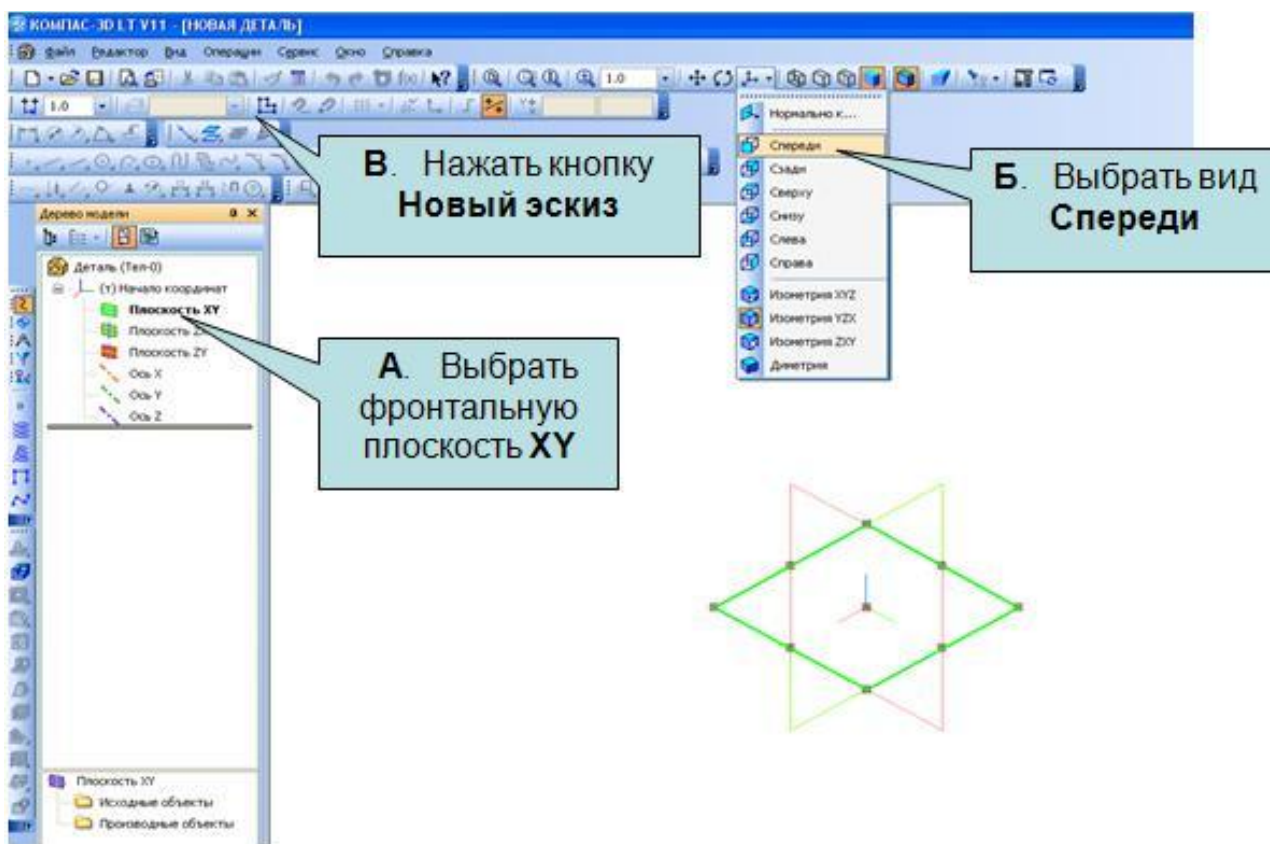 КОМПАС-3D LT V11 - [НОВАЯ ДЕТАЛЬ]
Файл Редактор Вид Операции Сервис Окно Справка
1.0
1.0
Нормально к...
Спереди
Сзади
Сверху
Снизу
Слева
Справа
Изометрия XYZ
Изометрия YZX
Изометрия ZXY
Диметрия
В. Нажать кнопку
Новый эскиз
Б. Выбрать вид
Спереди
А. Выбрать
фронтальную
плоскость XY
Дерево модели
Деталь (Тел-0)
(т) Начало координат
Плоскость XY
Плоскость
Плоскость ZY
Ось X
Ось Y
Ось Z
Плоскость XY
Исходные объекты
Производные объекты